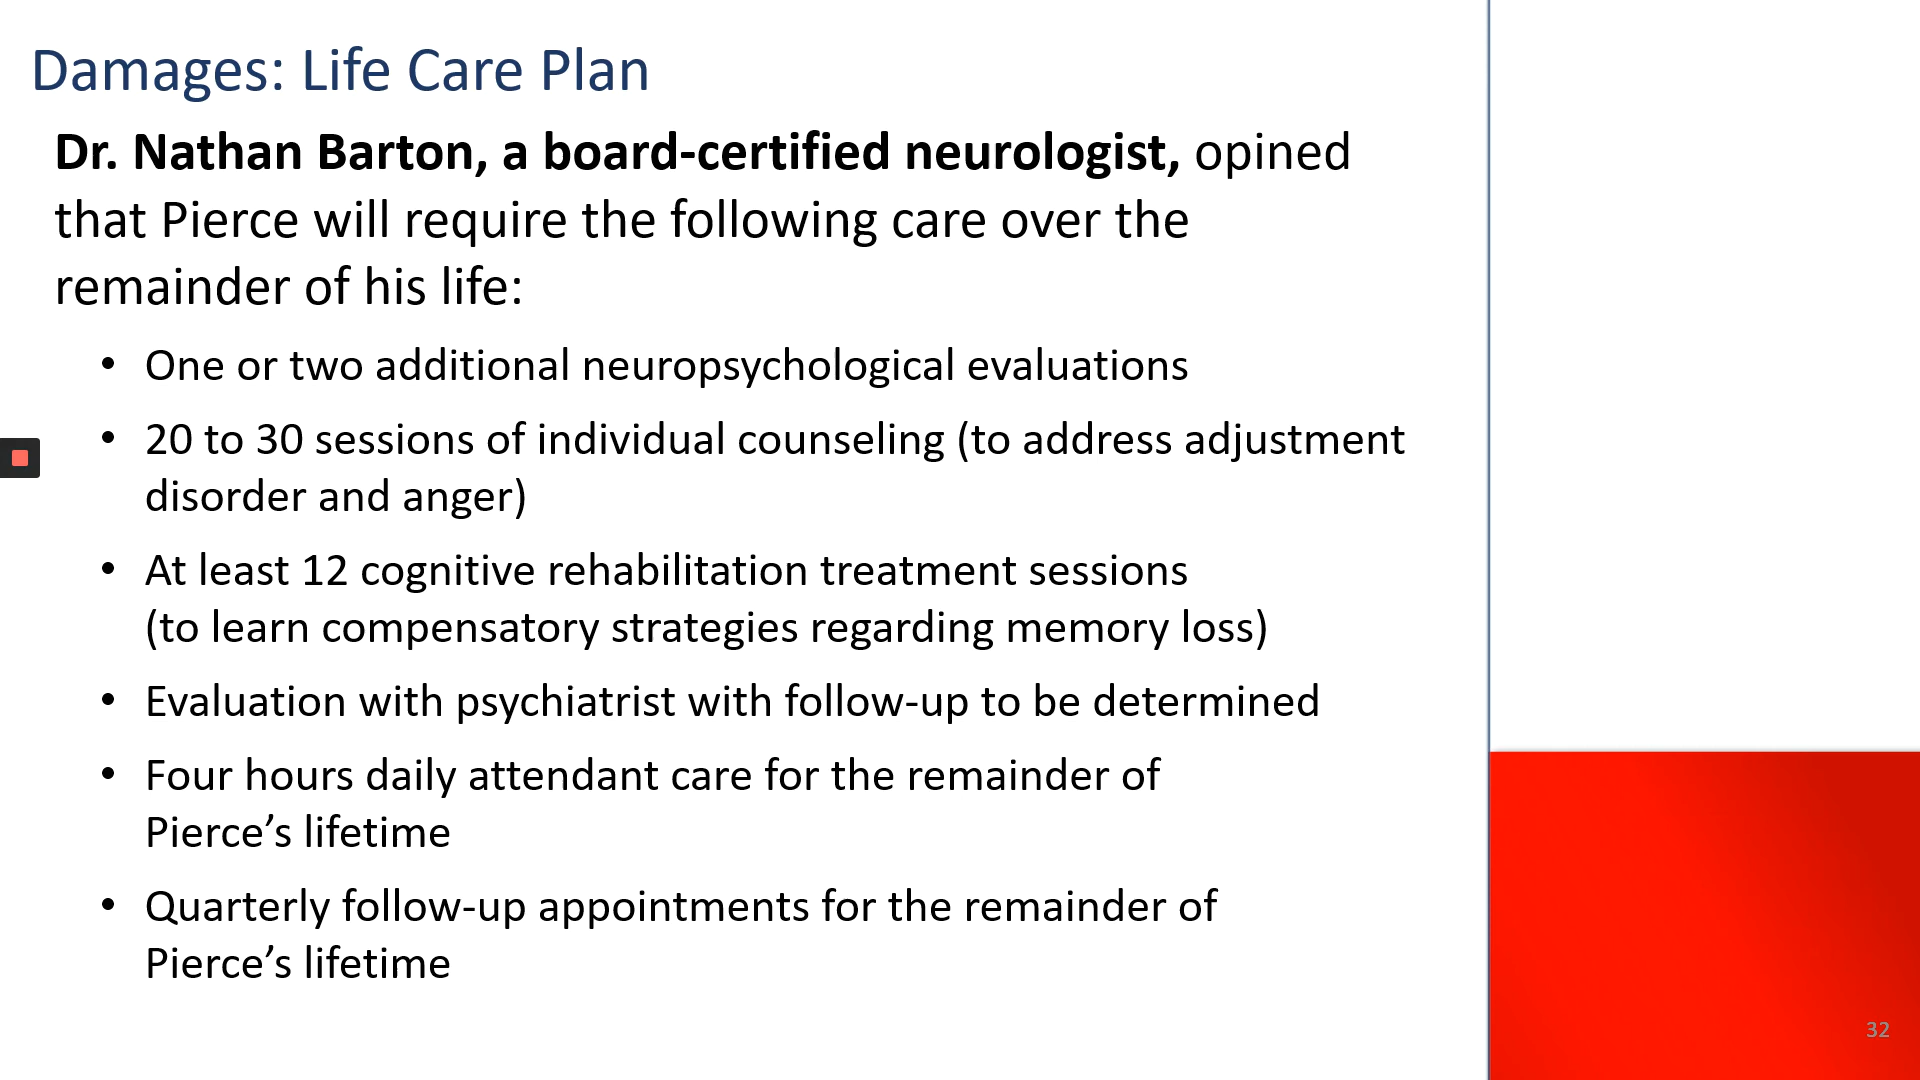 Damages: Life Care Plan
Dr. Nathan Barton, a board-certified neurologist, opined
that Pierce will require the following care over the
remainder of his life:
• One or two additional neuropsychological evaluations
• 20 to 30 sessions of individual counseling (to address adjustment
disorder and anger)
• At least 12 cognitive rehabilitation treatment sessions
(to learn compensatory strategies regarding memory loss)
• Evaluation with psychiatrist with follow-up to be determined
• Four hours daily attendant care for the remainder of
Pierce’s lifetime
• Quarterly follow-up appointments for the remainder of
Pierce’s lifetime
32